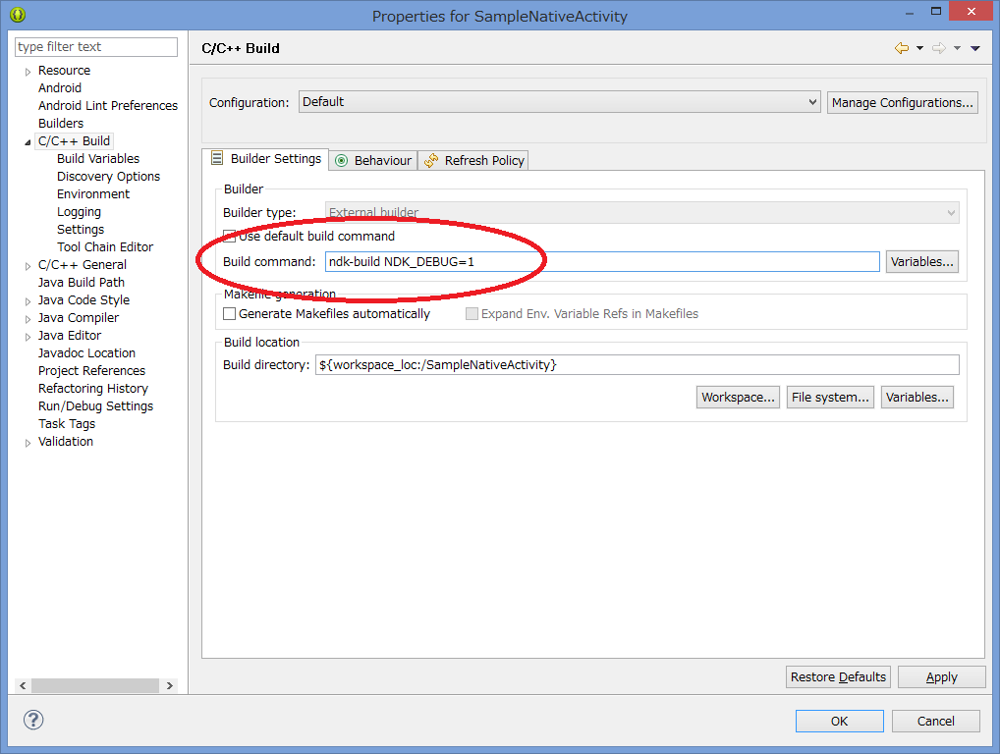 Properties for SampleNativeActivity
type filter text
Resource
Android
Android Lint Preferences
Builders
C/C++ Build
Build Variables
Discovery Options
Environment
Logging
Settings
Tool Chain Editor
C/C++ General
Java Build Path
Java Code Style
Java Compiler
Java Editor
Javadoc Location
Project References
Refactoring History
Run/Debug Settings
Task Tags
Validation
C/C++ Build
Configuration: Default Manage Configurations...
Builder Settings Behaviour Refresh Policy
Builder
Builder type: External builder
Use default build command
Build command: ndk-build NDK_DEBUG=1 Variables...
Makefile generation
Generate Makefiles automatically Expand Env. Variable Refs in Makefiles
Build location
Build directory: ${workspace_loc:/SampleNativeActivity}
Workspace... File system... Variables...
Restore Defaults Apply
? OK Cancel